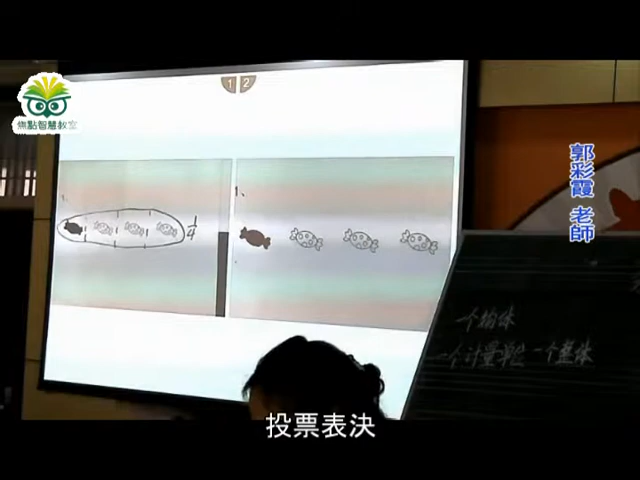 1 2
焦點智慧教室
1、
1/4
1、
郭彩霞 老師
一个物体
一个计量单位 一个整体
投票表決